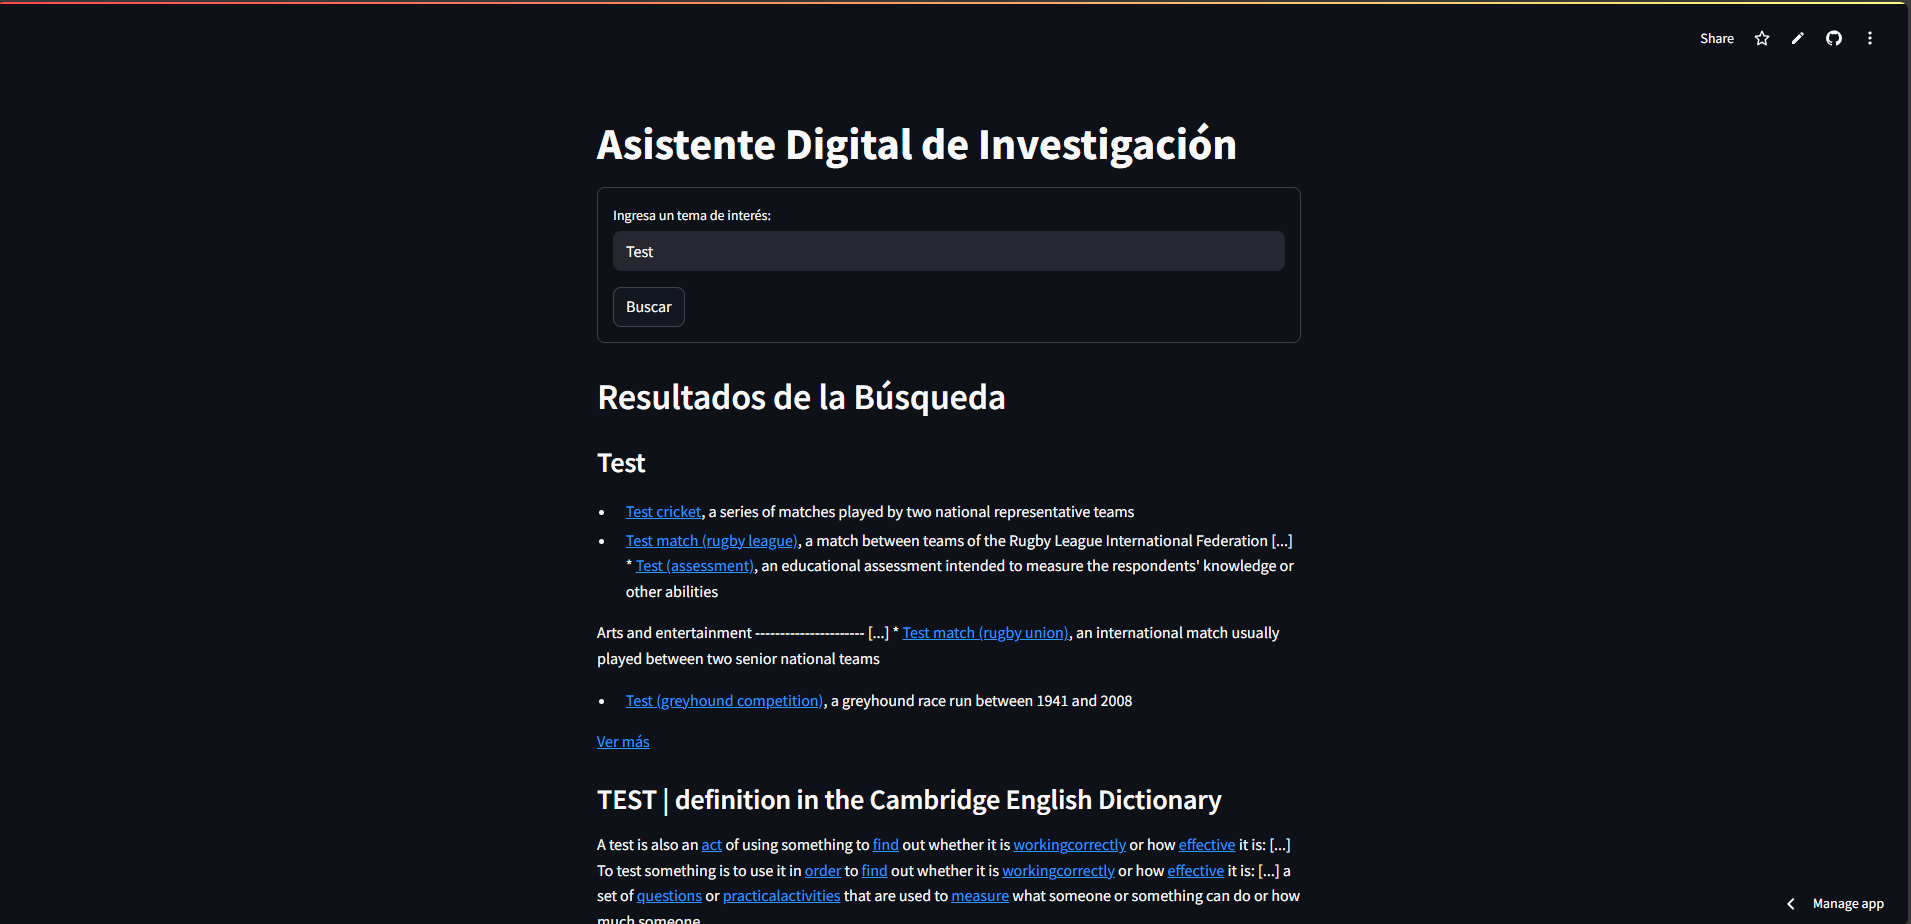 Share
Asistente Digital de Investigación
Ingresa un tema de interés:
Test
Buscar
Resultados de la Búsqueda
Test
• Test cricket, a series of matches played by two national representative teams
• Test match (rugby league), a match between teams of the Rugby League International Federation [...]
* Test (assessment), an educational assessment intended to measure the respondents' knowledge or
other abilities
Arts and entertainment ---------------------- [...] * Test match (rugby union), an international match usually
played between two senior national teams
• Test (greyhound competition), a greyhound race run between 1941 and 2008
Ver más
TEST | definition in the Cambridge English Dictionary
A test is also an act of using something to find out whether it is workingcorrectly or how effective it is: [...]
To test something is to use it in order to find out whether it is workingcorrectly or how effective it is: [...] a
set of questions or practicalactivities that are used to measure what someone or something can do or how
much someone
Manage app